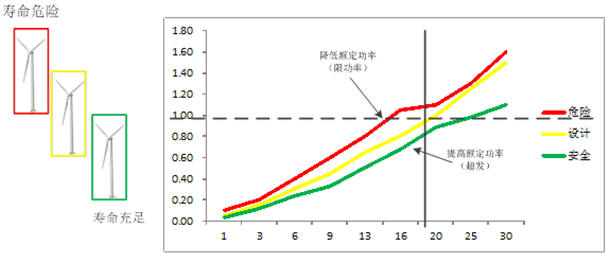 寿命危险
寿命充足
1.80
1.60
1.40
1.20
1.00
0.80
0.60
0.40
0.20
0.00
降低额定功率
（限功率）
提高额定功率
（超发）
1 3 6 9 13 16 20 25 30
危险
设计
安全